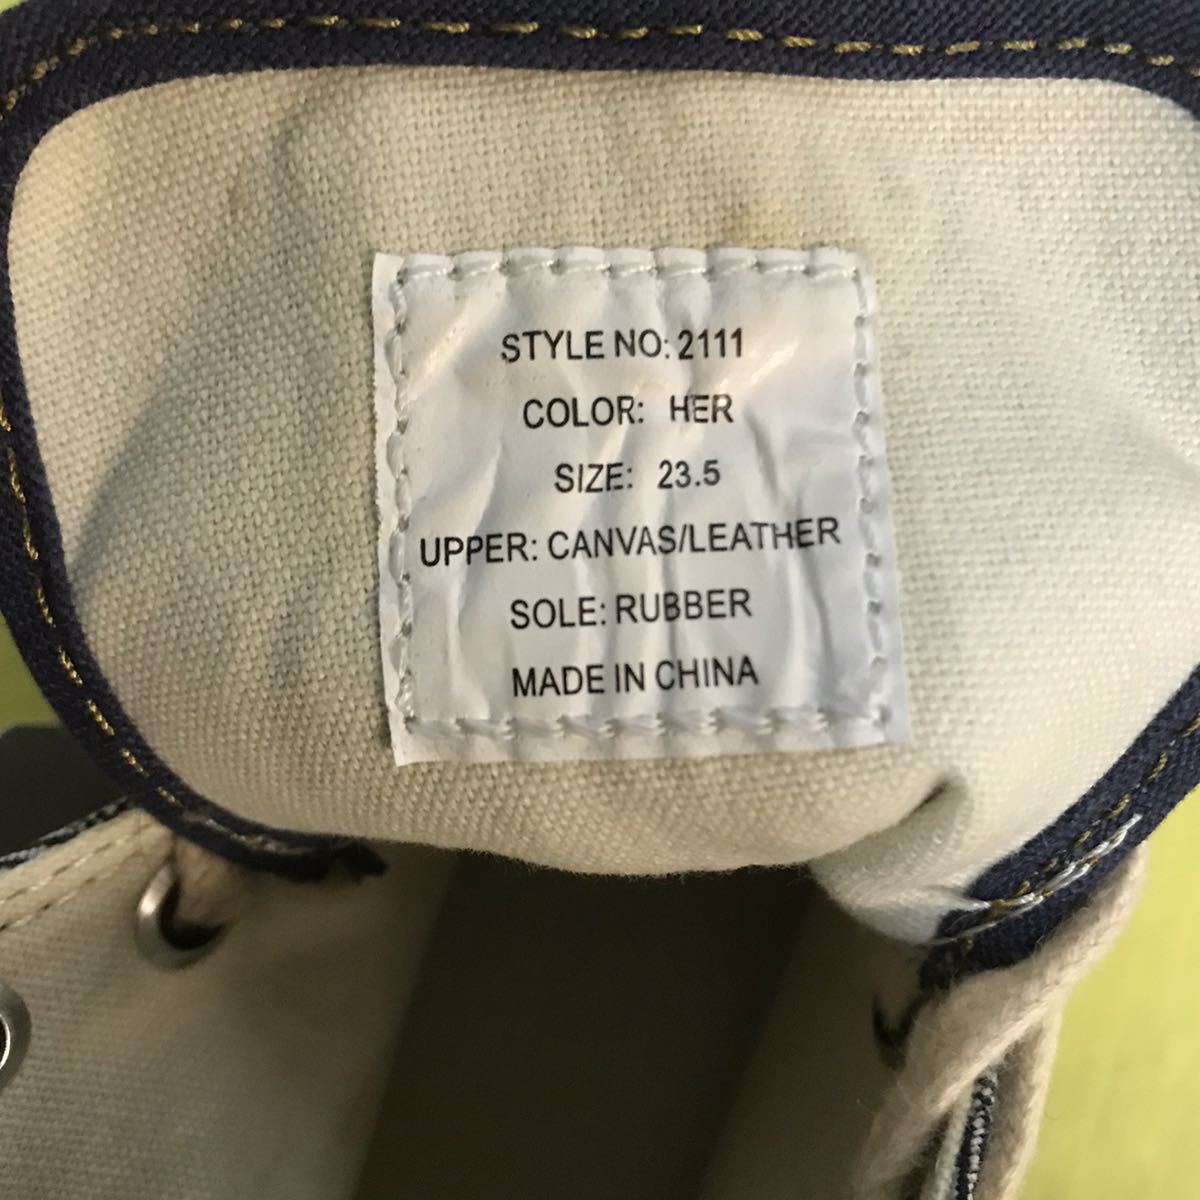 STYLE NO: 2111
COLOR: HER
SIZE: 23.5
UPPER: CANVAS/LEATHER
SOLE: RUBBER
MADE IN CHINA